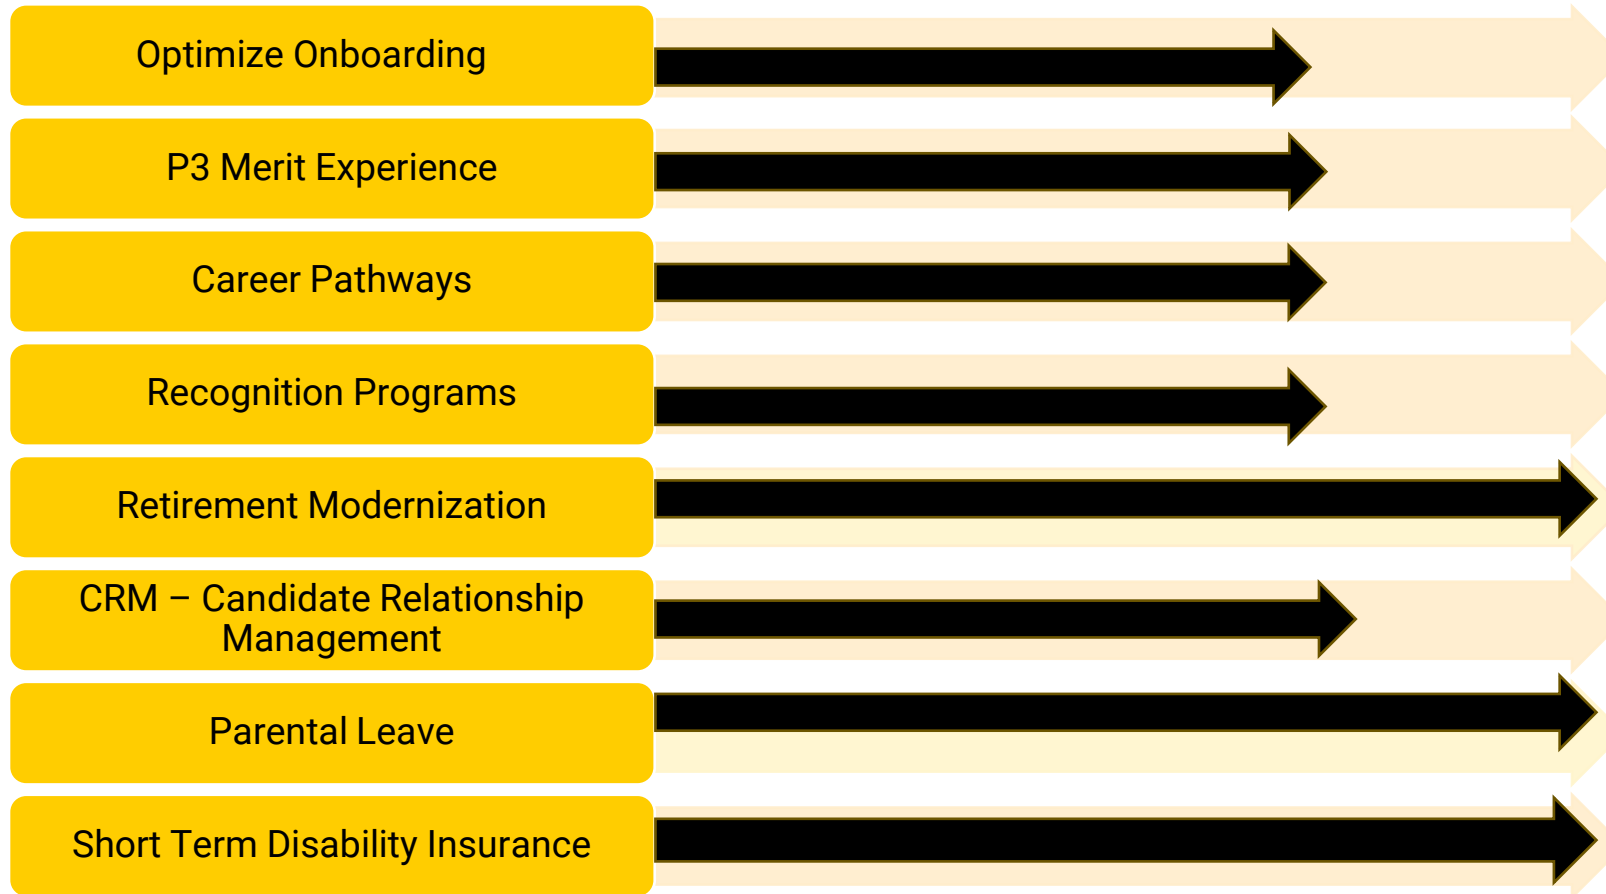 Optimize Onboarding
P3 Merit Experience
Career Pathways
Recognition Programs
Retirement Modernization
CRM – Candidate Relationship
Management
Parental Leave
Short Term Disability Insurance